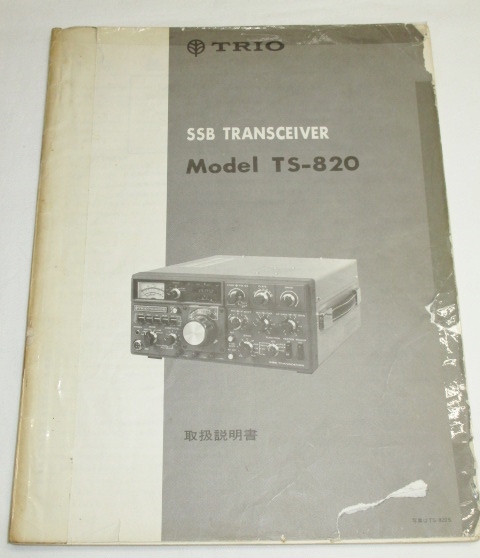 TRIO
SSB TRANSCEIVER
Model TS-820
取扱説明書